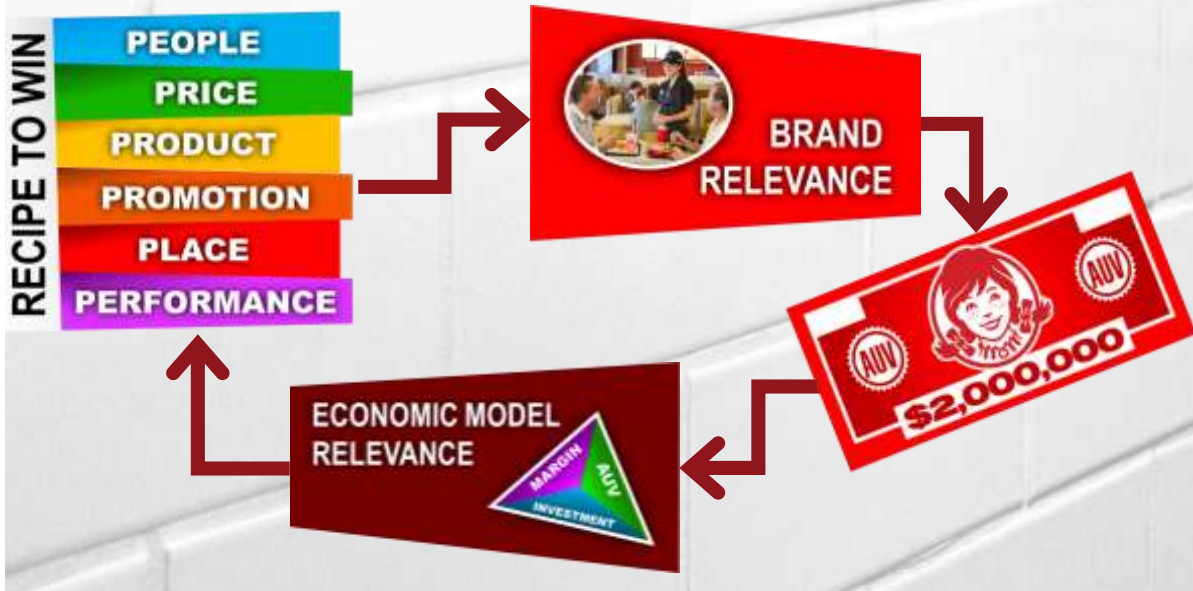 RECIPE TO WIN
PEOPLE
PRICE
PRODUCT
PROMOTION
PLACE
PERFORMANCE
BRAND
RELEVANCE
AUV
AUV
$2,000,000
ECONOMIC MODEL
RELEVANCE
MARGIN
AUV
INVESTMENT